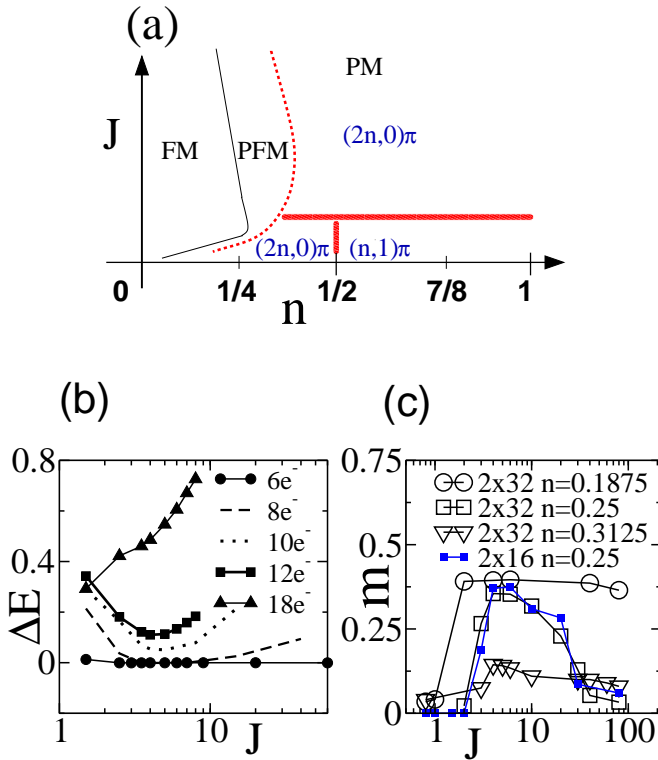 (a)
J
FM
PFM
PM
(2n,0)π
(2n,0)π
(n,1)π
0
1/4
1/2
7/8
1
n
(b)
ΔE
0.8
0.4
0
6e⁻
8e⁻
10e⁻
12e⁻
18e⁻
1
10
J
(c)
m
0.75
0.5
0.25
0
2x32 n=0.1875
2x32 n=0.25
2x32 n=0.3125
2x16 n=0.25
1
10
100
J